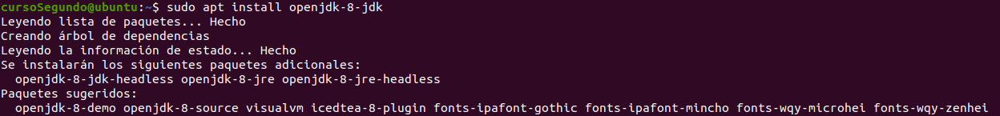 cursoSegundo@ubuntu:~$ sudo apt install openjdk-8-jdk
Leyendo lista de paquetes... Hecho
Creando árbol de dependencias
Leyendo la información de estado... Hecho
Se instalarán los siguientes paquetes adicionales:
  openjdk-8-jdk-headless openjdk-8-jre openjdk-8-jre-headless
Paquetes sugeridos:
  openjdk-8-demo openjdk-8-source visualvm icedtea-8-plugin fonts-ipafont-gothic fonts-ipafont-mincho fonts-wqy-microhei fonts-wqy-zenhei